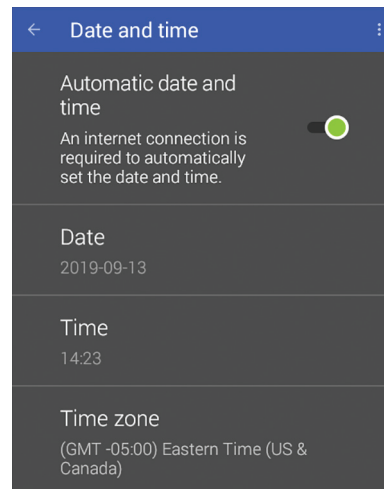 Date and time
Automatic date and
time
An internet connection is
required to automatically
set the date and time.
Date
2019-09-13
Time
14:23
Time zone
(GMT -05:00) Eastern Time (US &
Canada)